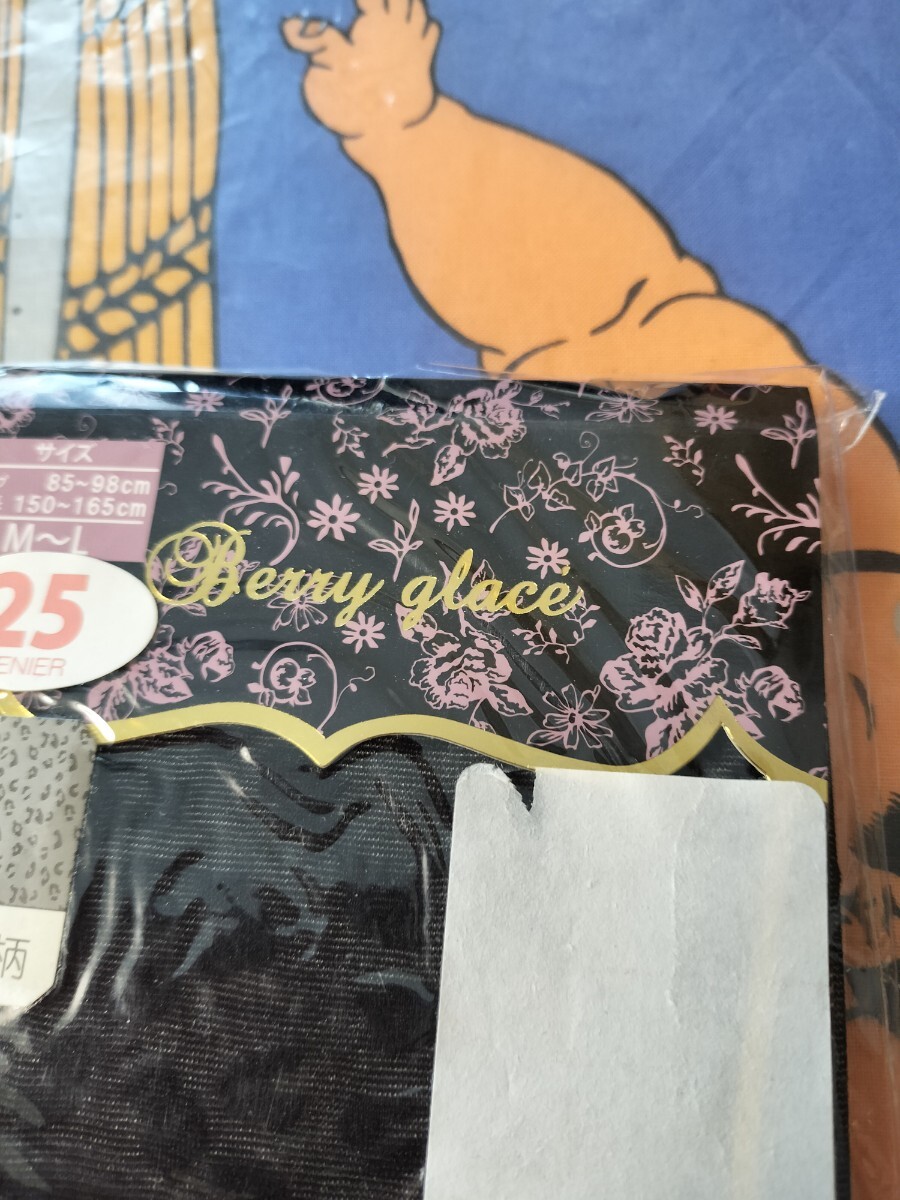 サイズ
85~98cm
150~165cm
M~L
Berry glacé
25
ENIER
柄